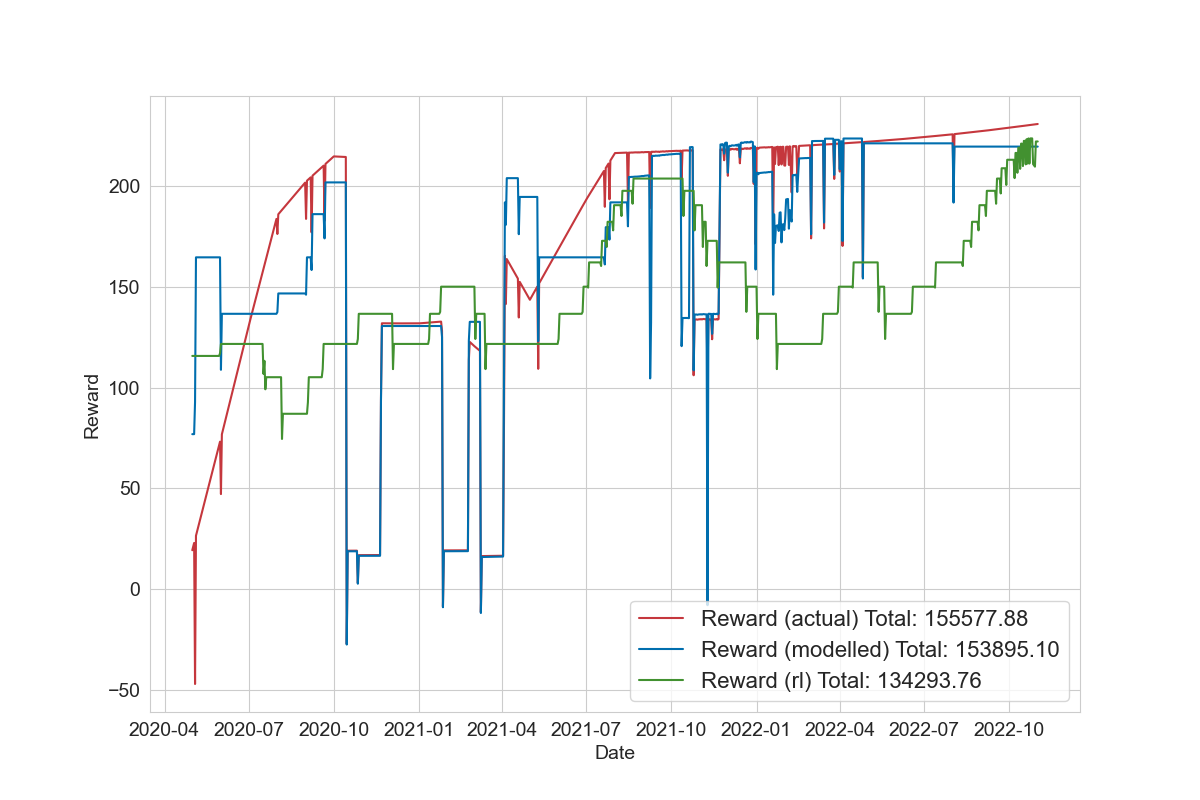 200
150
100
50
0
−50
Reward
2020-04 2020-07 2020-10 2021-01 2021-04 2021-07 2021-10 2022-01 2022-04 2022-07 2022-10
Date
Reward (actual) Total: 155577.88
Reward (modelled) Total: 153895.10
Reward (rl) Total: 134293.76